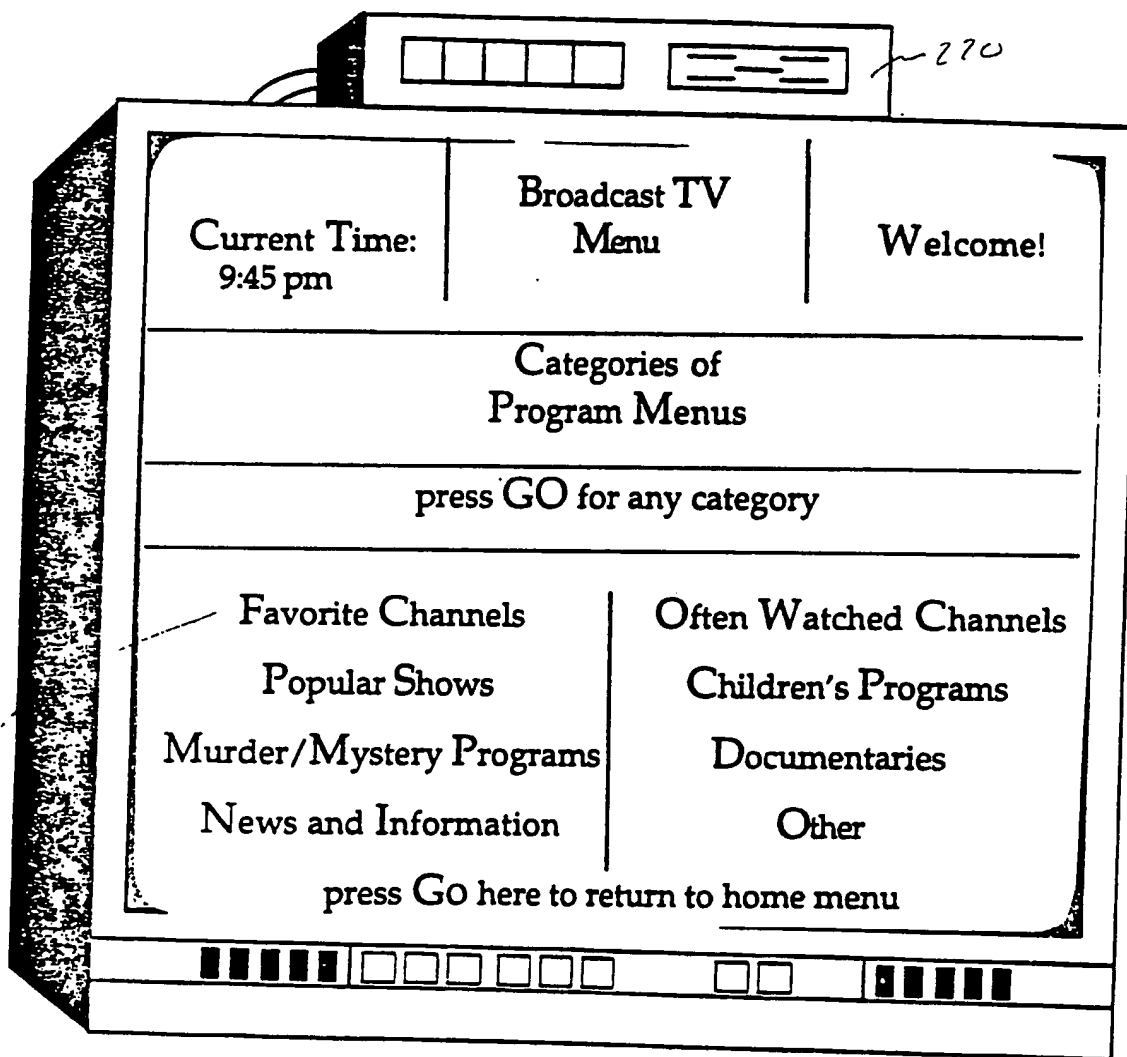 220
Broadcast TV
Menu
Current Time:
9:45 pm
Welcome!
Categories of
Program Menus
press GO for any category
Favorite Channels
Often Watched Channels
Popular Shows
Children's Programs
Murder/Mystery Programs
Documentaries
News and Information
Other
press Go here to return to home menu